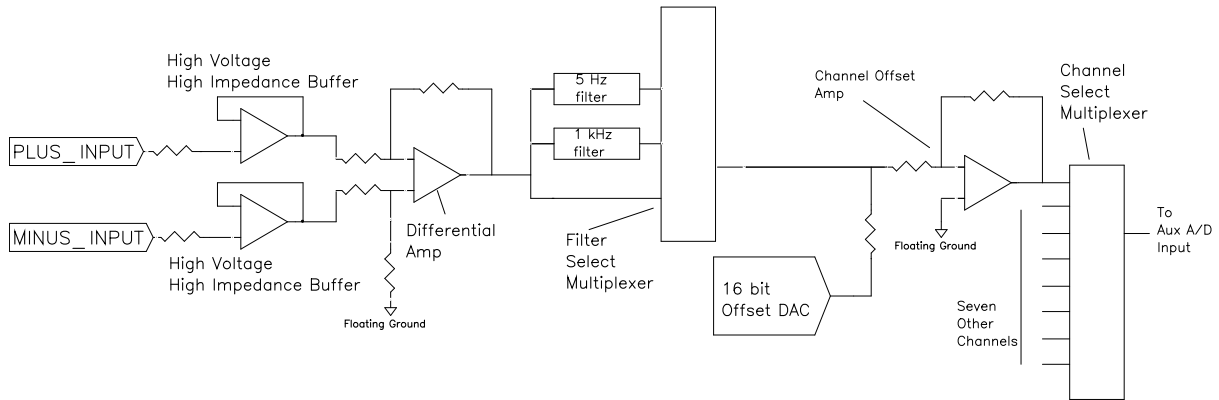 High Voltage
High Impedance Buffer
PLUS_INPUT
MINUS_INPUT
High Voltage
High Impedance Buffer
Differential
Amp
Floating Ground
5 Hz
filter
1 kHz
filter
Filter
Select
Multiplexer
16 bit
Offset DAC
Channel Offset
Amp
Floating Ground
Channel
Select
Multiplexer
Seven
Other
Channels
To
Aux A/D
Input